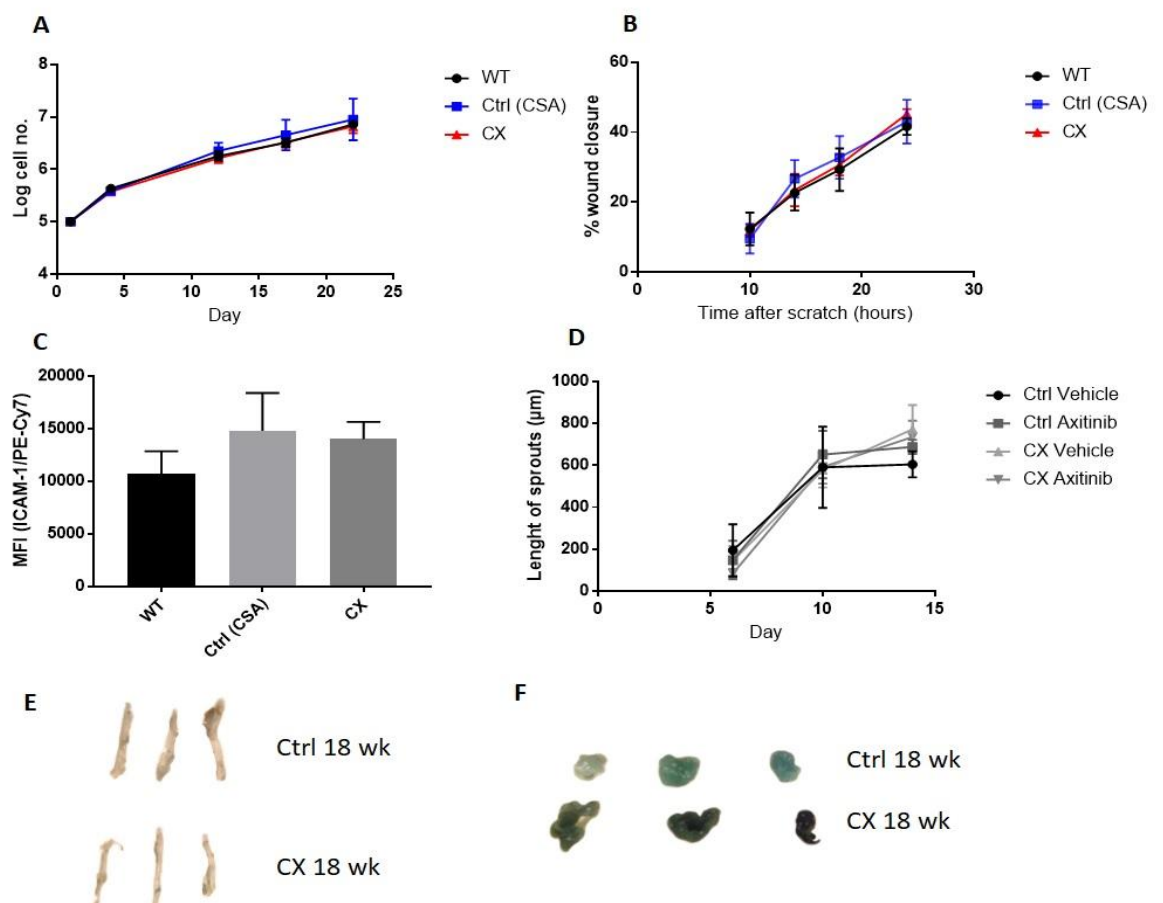 A
8
7
6
5
4
Log cell no.
0 5 10 15 20 25
Day
WT
Ctrl (CSA)
CX
B
60
40
20
0
% wound closure
0 10 20 30
Time after scratch (hours)
WT
Ctrl (CSA)
CX
C
20000
15000
10000
5000
0
MFI (ICAM-1/PE-Cy7)
WT
Ctrl (CSA)
CX
D
1000
800
600
400
200
0
Lenght of sprouts (µm)
0 5 10 15
Day
Ctrl Vehicle
Ctrl Axitinib
CX Vehicle
CX Axitinib
E
Ctrl 18 wk
CX 18 wk
F
Ctrl 18 wk
CX 18 wk